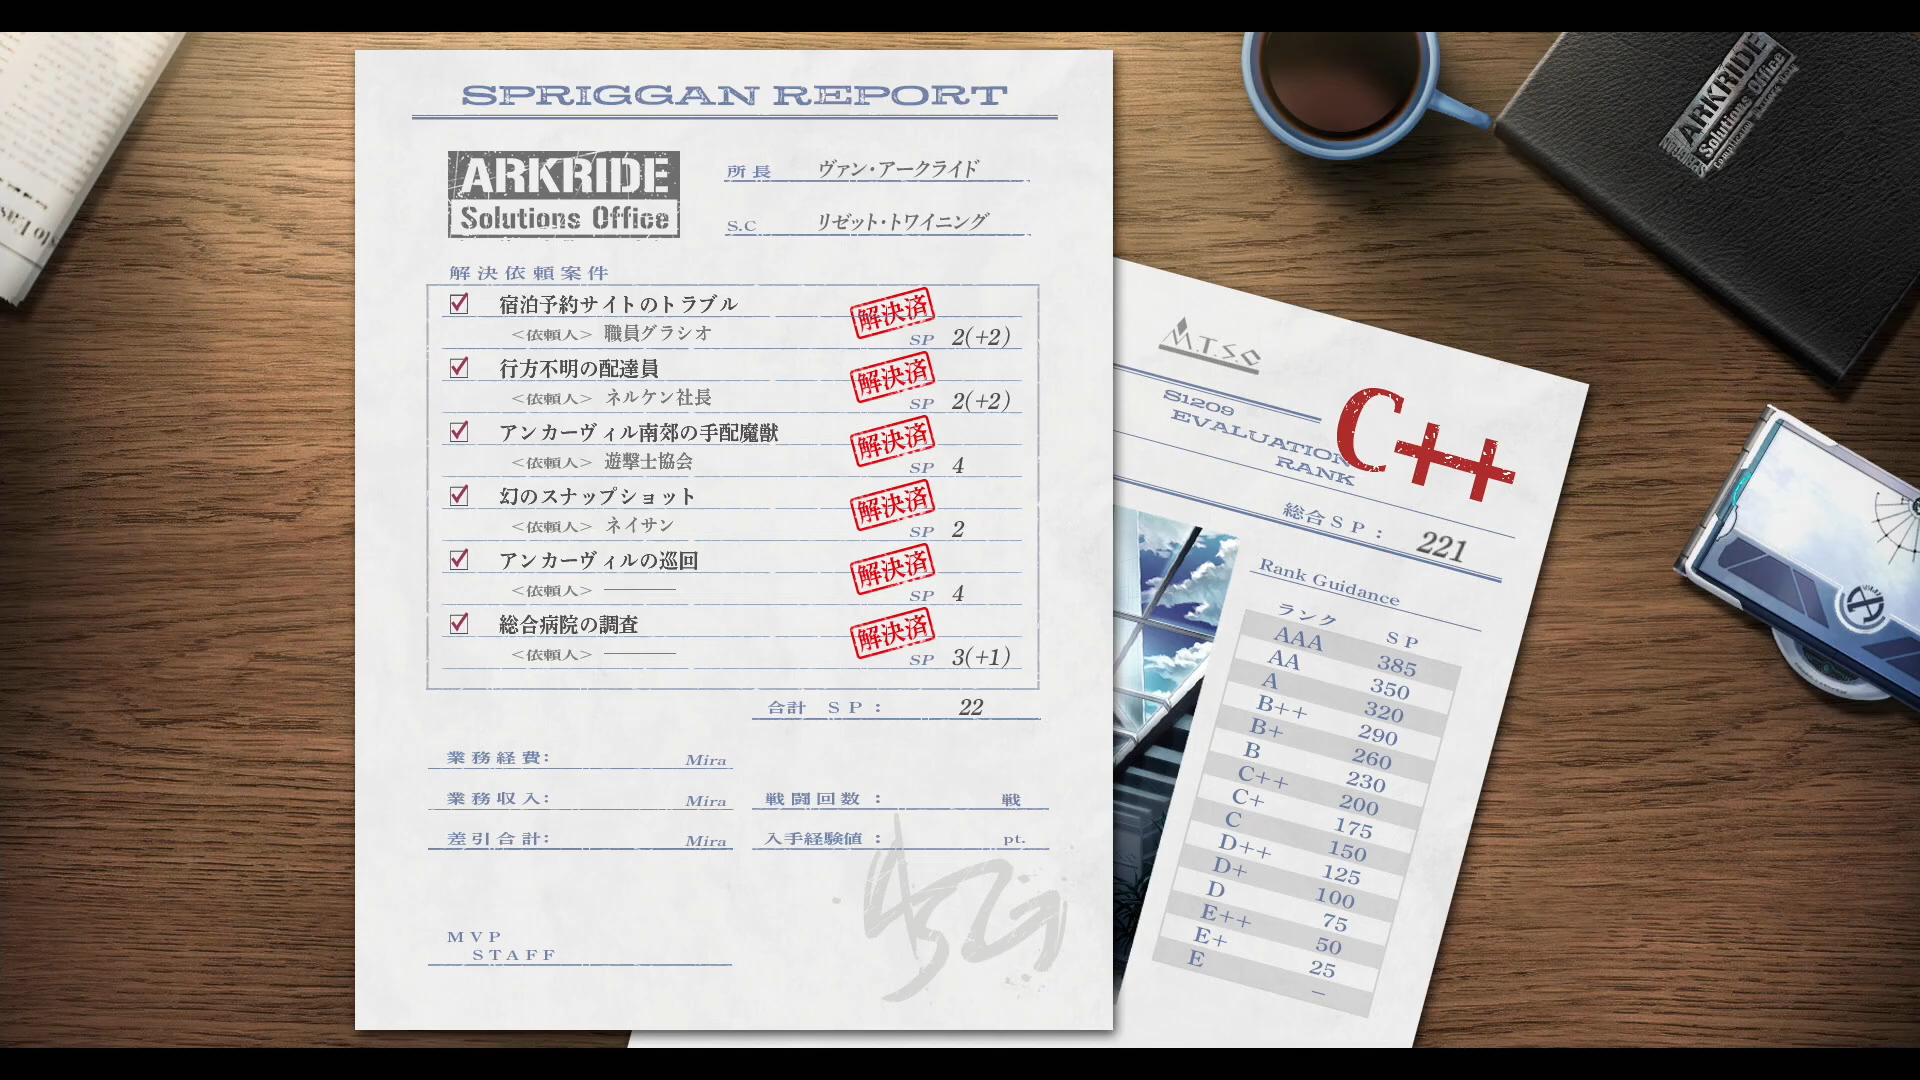 SPRIGGAN REPORT
ARKRIDE
Solutions Office
所長 ヴァン・アークライド
S.C リゼット・トワイニング
解決依頼案件
宿泊予約サイトのトラブル 解決済
<依頼人> 職員グラシオ SP 2(+2)
行方不明の配達員 解決済
<依頼人> ネルケン社長 SP 2(+2)
アンカーヴィル南郊の手配魔獣 解決済
<依頼人> 遊撃士協会 SP 4
幻のスナップショット 解決済
<依頼人> ネイサン SP 2
アンカーヴィルの巡回 解決済
<依頼人> ――― SP 4
総合病院の調査 解決済
<依頼人> ――― SP 3(+1)
合計 SP: 22
業務経費: Mira
業務収入: Mira
差引合計: Mira
戦闘回数: 戦
入手経験値: pt.
MVP
STAFF
M.T.S.C
S1209
EVALUATION
RANK
C++
総合SP: 221
Rank Guidance
ランク SP
AAA 385
AA 350
A 320
B++ 290
B+ 260
B 230
C++ 200
C+ 175
C 150
D++ 125
D+ 100
D 75
E++ 50
E+ 25
E –
ARKRIDE
Solutions Office